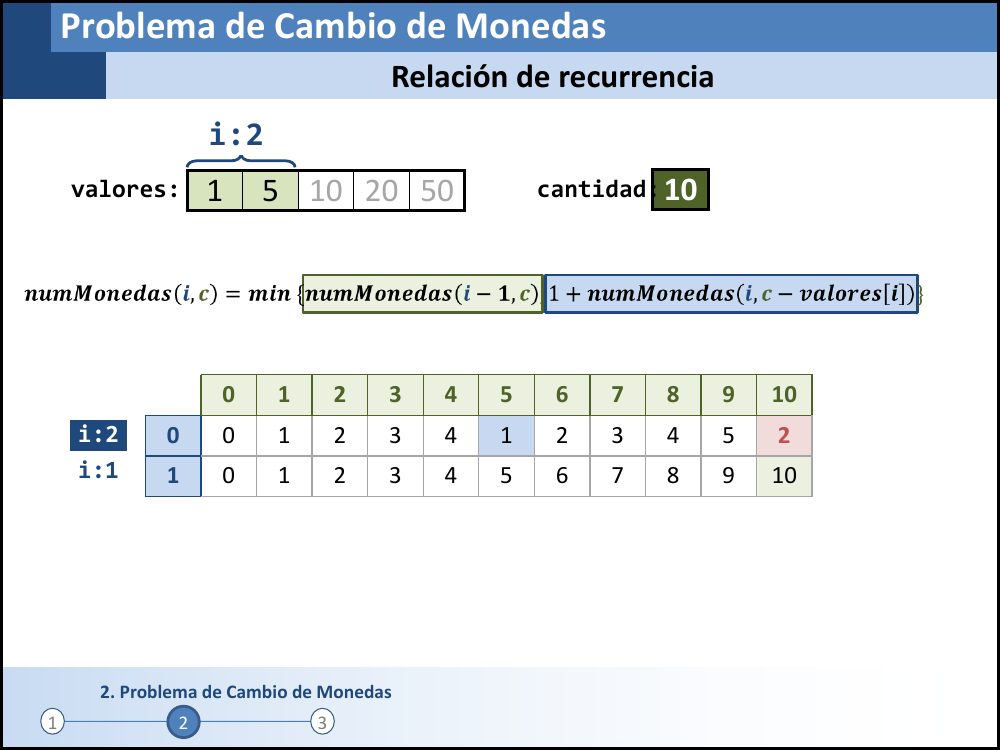 Problema de Cambio de Monedas
Relación de recurrencia
i:2
valores: 1 5 10 20 50 cantidad: 10
numMonedas(i,c) = min {numMonedas(i − 1,c), 1 + numMonedas(i,c − valores[i])}
0 1 2 3 4 5 6 7 8 9 10
i:2 0 0 1 2 3 4 1 2 3 4 5 2
i:1 1 0 1 2 3 4 5 6 7 8 9 10
2. Problema de Cambio de Monedas
1 2 3